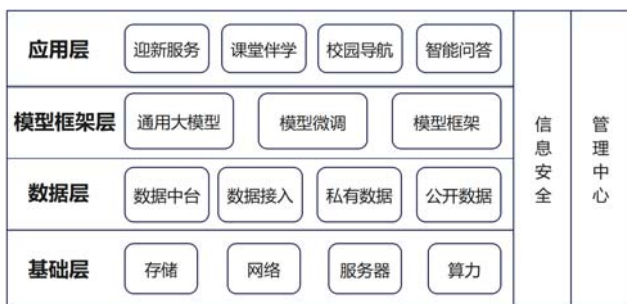 应用层 迎新服务 课堂伴学 校园导航 智能问答
模型框架层 通用大模型 模型微调 模型框架
数据层 数据中台 数据接入 私有数据 公开数据
基础层 存储 网络 服务器 算力
信息安全
管理中心